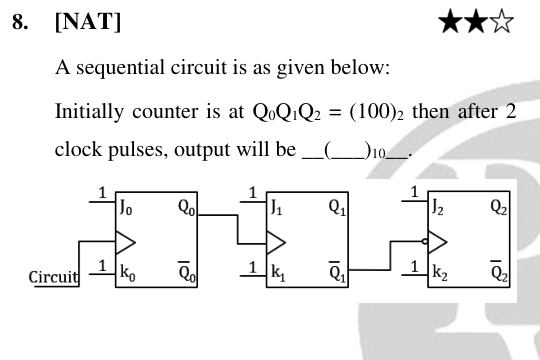 8. [NAT]
A sequential circuit is as given below:
Initially counter is at Q₀Q₁Q₂ = (100)₂ then after 2
clock pulses, output will be __(___)₁₀__.
1 1 1
J₀ Q₀ J₁ Q₁ J₂ Q₂
Circuit 1 k₀ Q̅₀ 1 k₁ Q̅₁ 1 k₂ Q̅₂